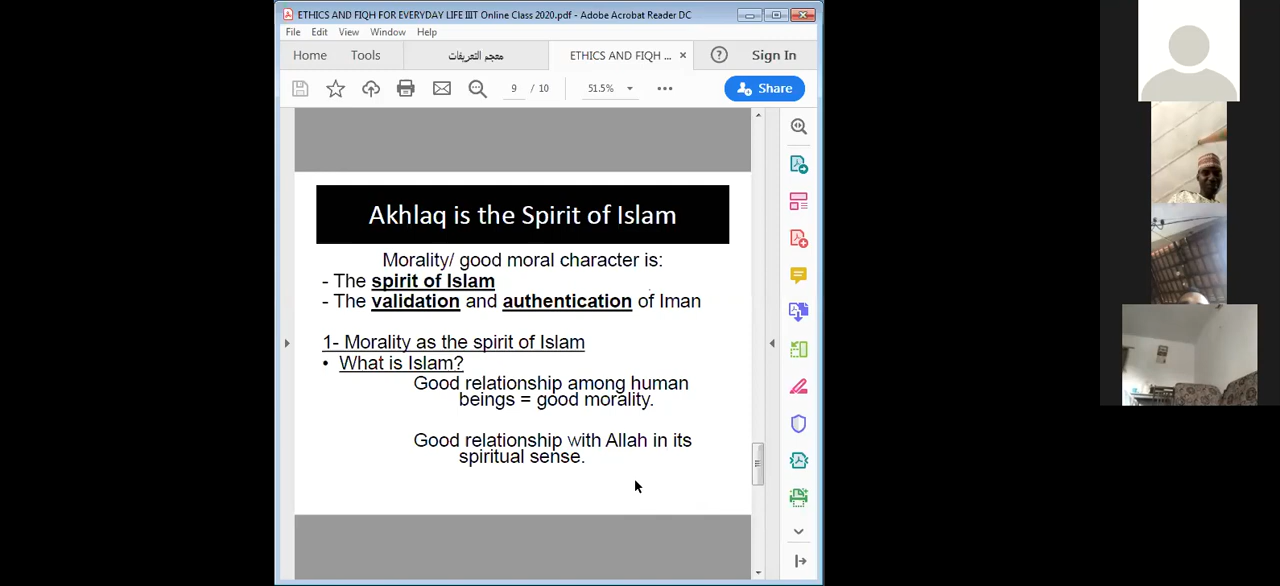 ETHICS AND FIQH FOR EVERYDAY LIFE IIIT Online Class 2020.pdf - Adobe Acrobat Reader DC
File Edit View Window Help
Home Tools معجم التعريفات ETHICS AND FIQH ... × ? Sign In
9 / 10 51.5% Share
Akhlaq is the Spirit of Islam
Morality/ good moral character is:
- The spirit of Islam
- The validation and authentication of Iman
1- Morality as the spirit of Islam
• What is Islam?
Good relationship among human
beings = good morality.
Good relationship with Allah in its
spiritual sense.